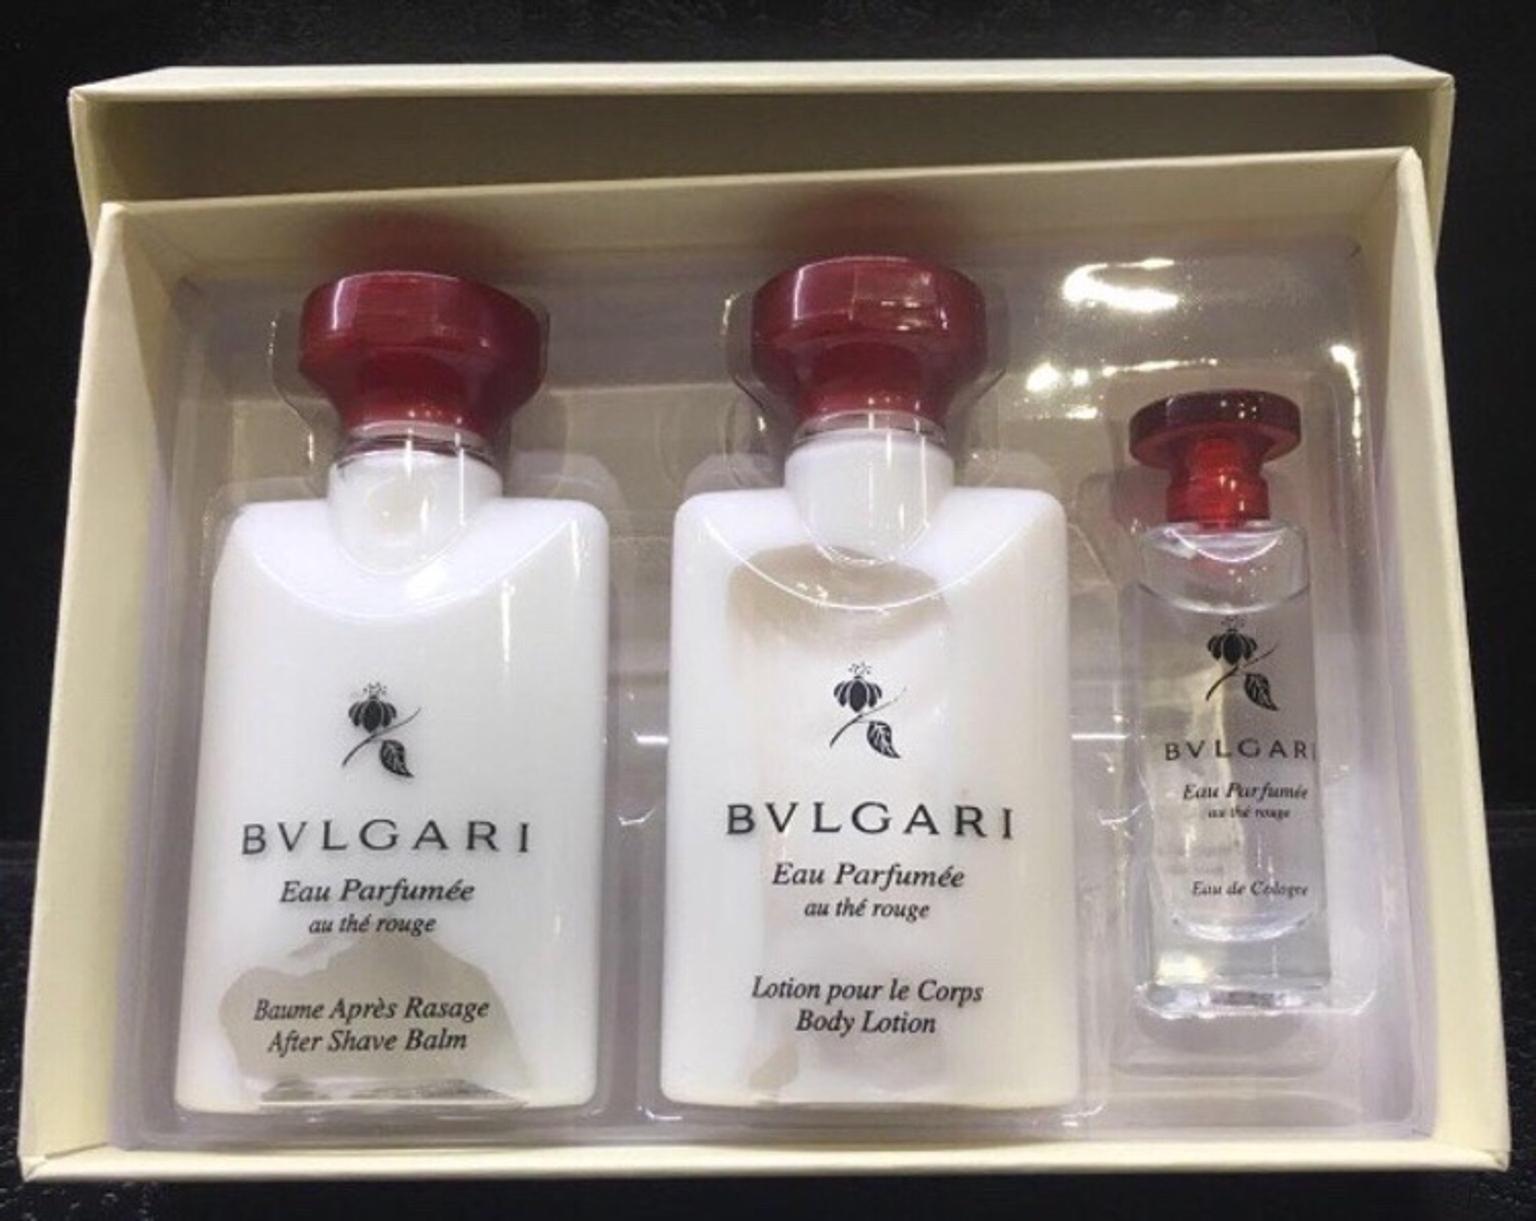 BVLGARI
Eau Parfumée
au thé rouge
Baume Après Rasage
After Shave Balm
BVLGARI
Eau Parfumée
au thé rouge
Lotion pour le Corps
Body Lotion
BVLGARI
Eau Parfumée
au thé rouge
Eau de Cologne